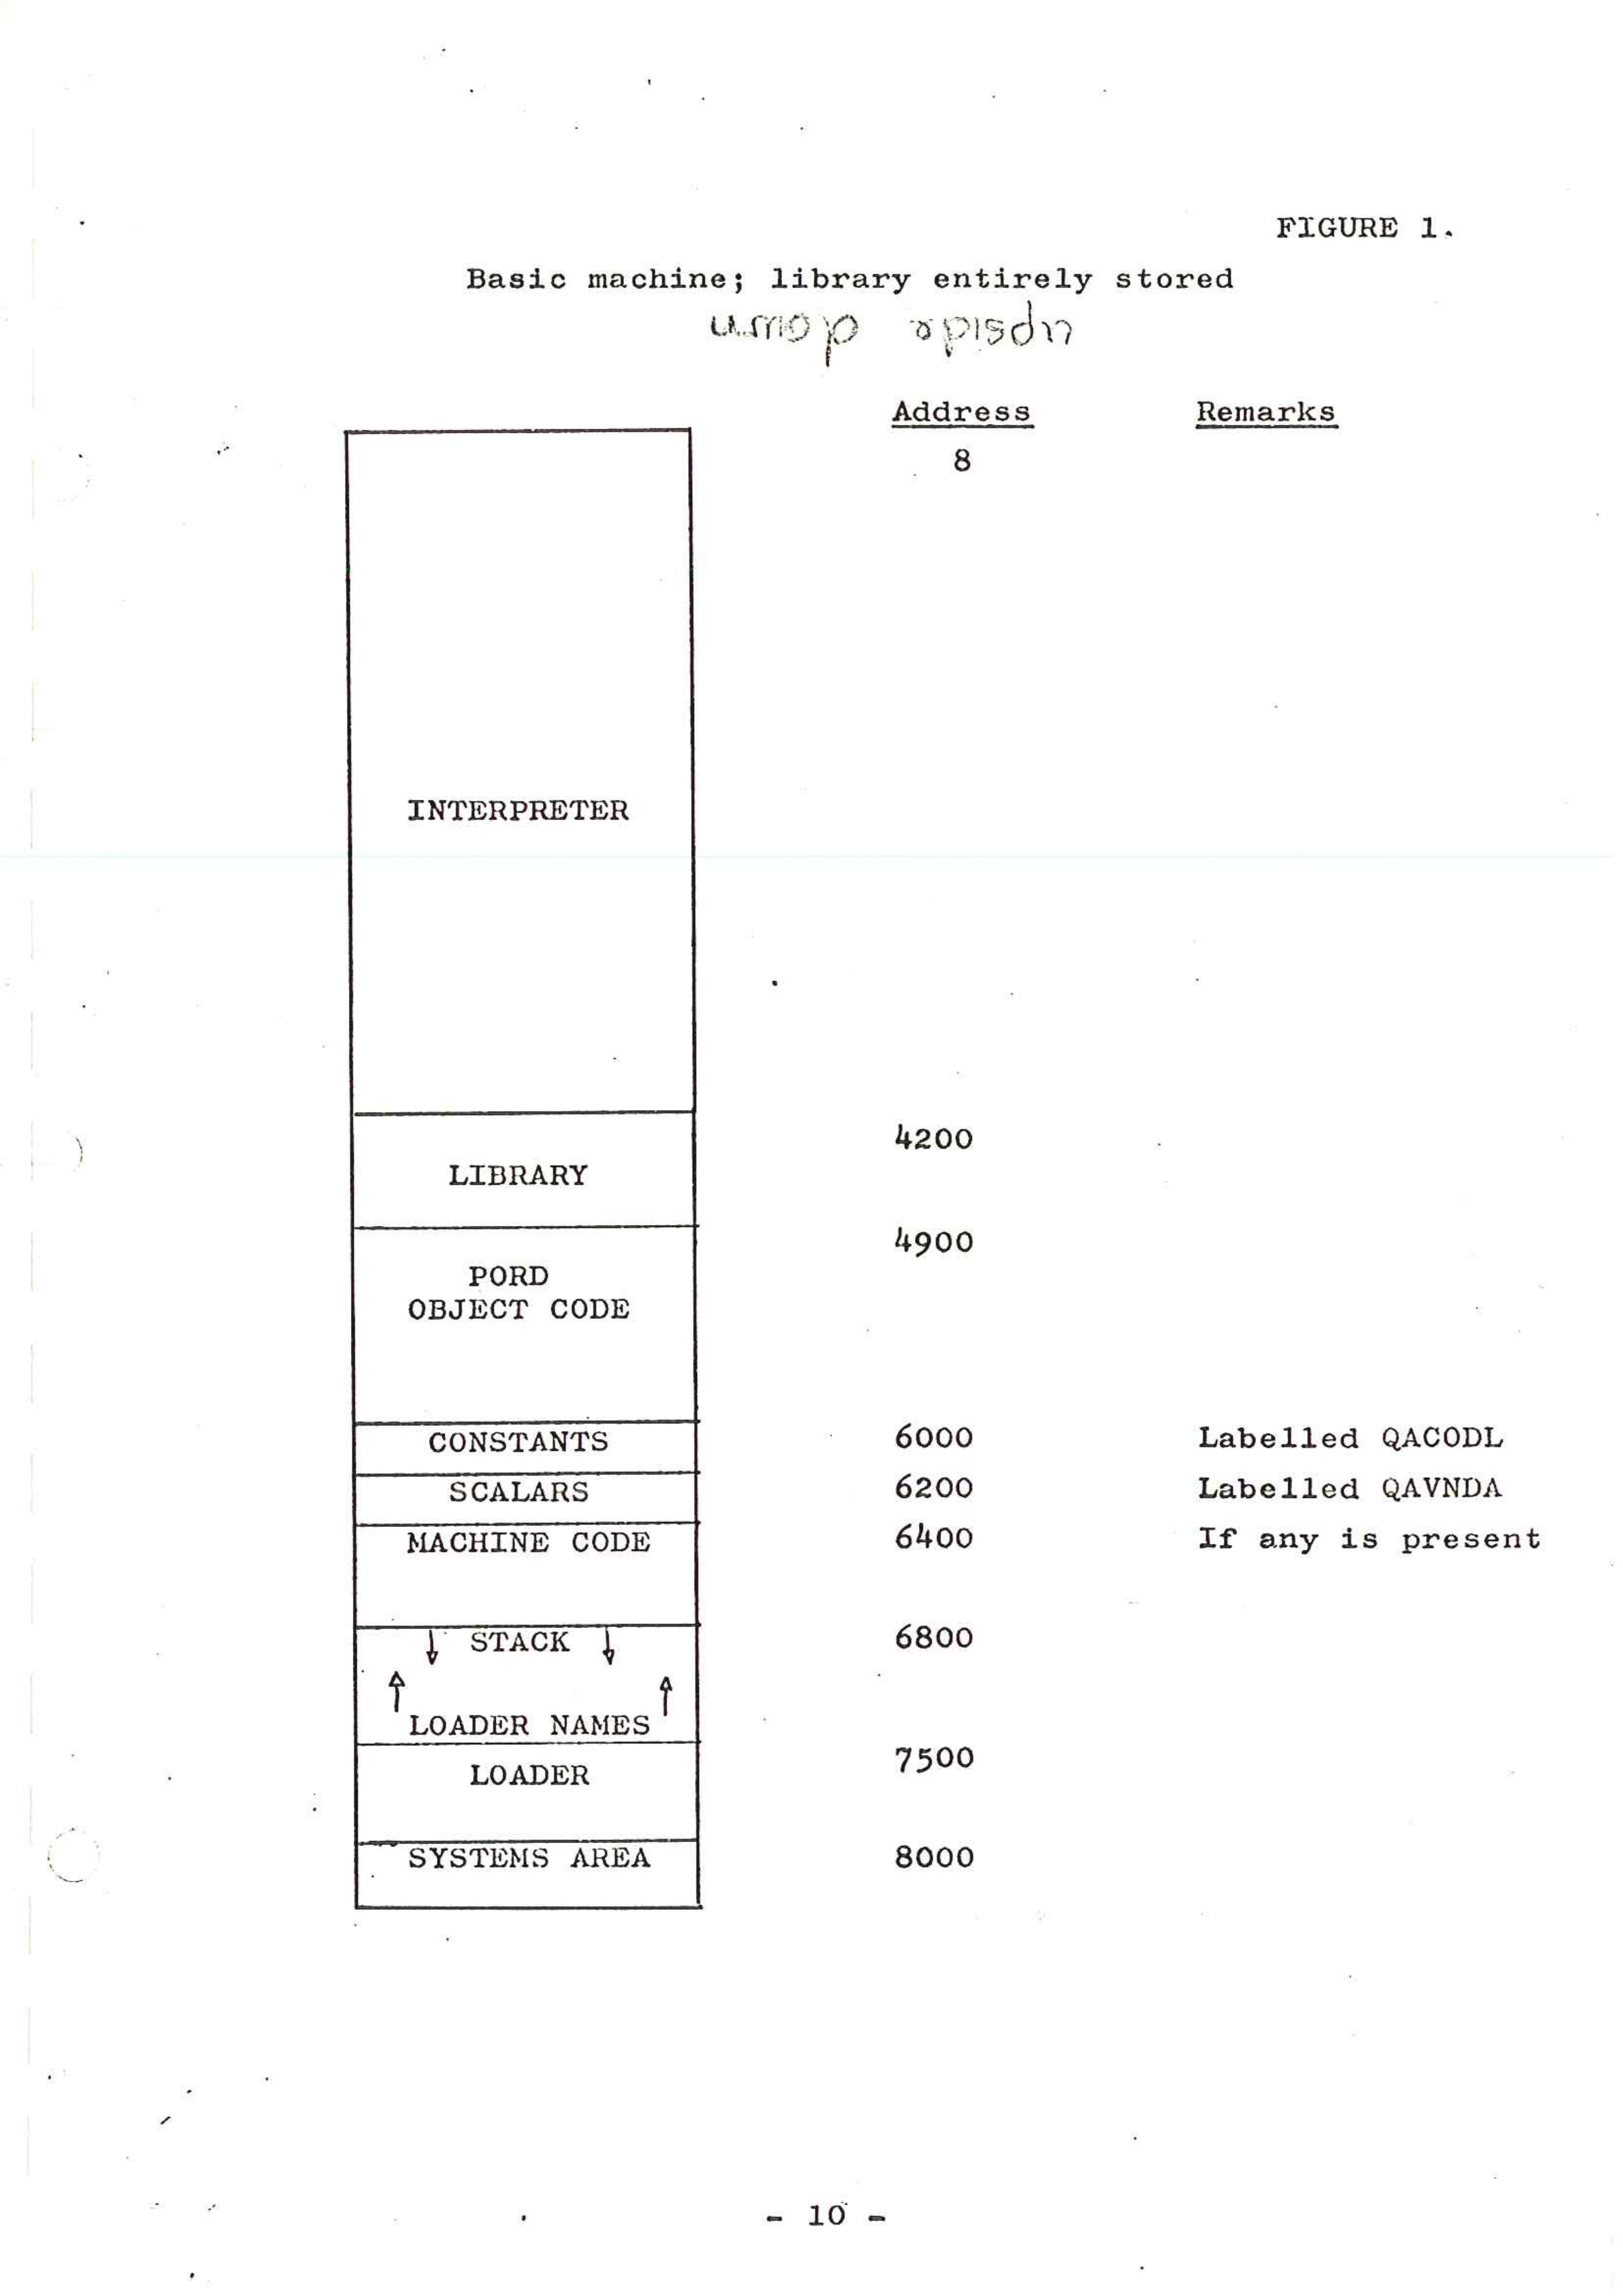 FIGURE 1.
Basic machine; library entirely stored
upside down
Address Remarks
8
INTERPRETER
4200
LIBRARY
4900
PORD
OBJECT CODE
CONSTANTS 6000 Labelled QACODL
SCALARS 6200 Labelled QAVNDA
MACHINE CODE 6400 If any is present
STACK 6800
LOADER NAMES
7500
LOADER
SYSTEMS AREA 8000
- 10 -